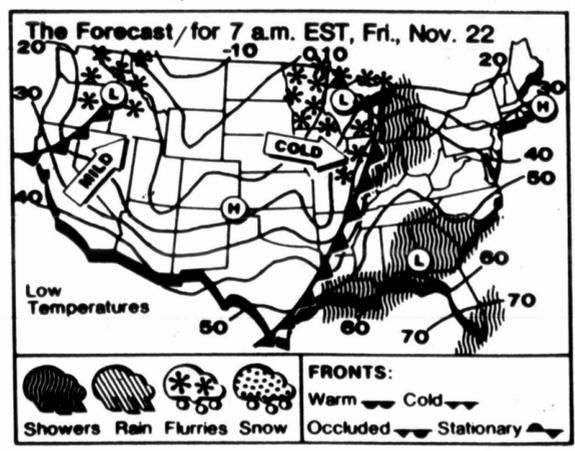 The Forecast/for 7 a.m. EST, Fri., Nov. 22
20
-10
0
10
20
30
L
L
30
H
COLD
MILD
40
40
50
H
L
60
Low
Temperatures
50
60
70
70
FRONTS:
Warm Cold
Showers Rain Flurries Snow
Occluded Stationary